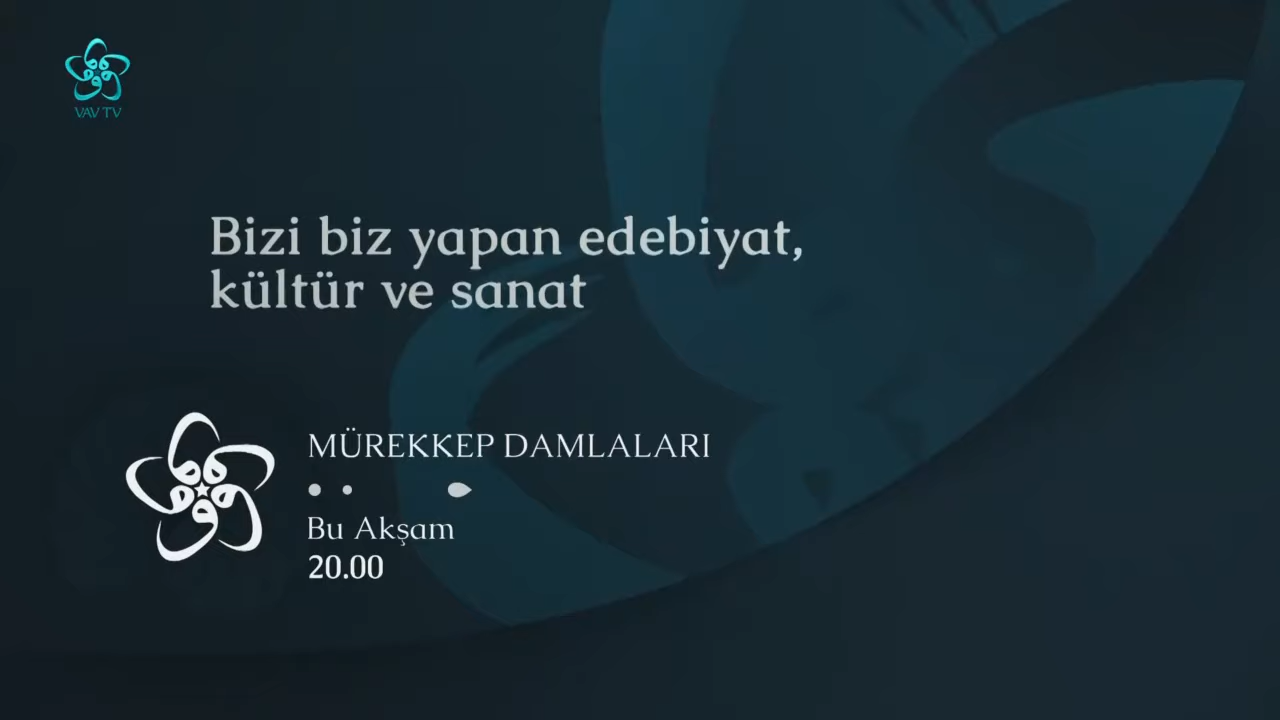 VAV TV
Bizi biz yapan edebiyat,
kültür ve sanat
MÜREKKEP DAMLALARI
Bu Akşam
20.00